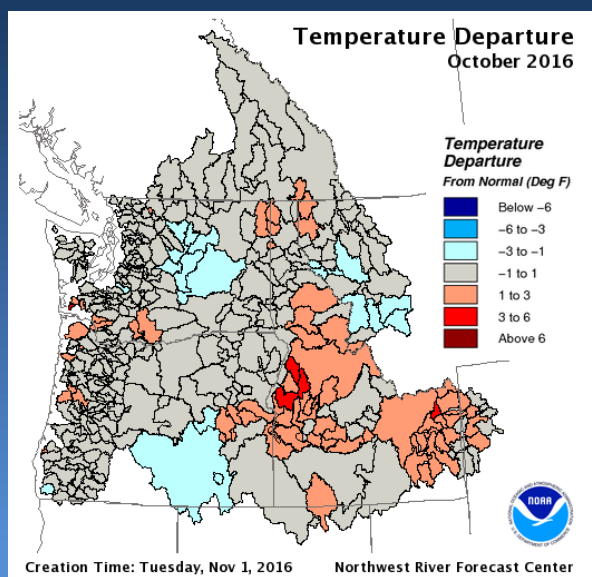 Temperature Departure
October 2016
Temperature
Departure
From Normal (Deg F)
Below −6
−6 to −3
−3 to −1
−1 to 1
1 to 3
3 to 6
Above 6
NOAA
Creation Time: Tuesday, Nov 1, 2016
Northwest River Forecast Center